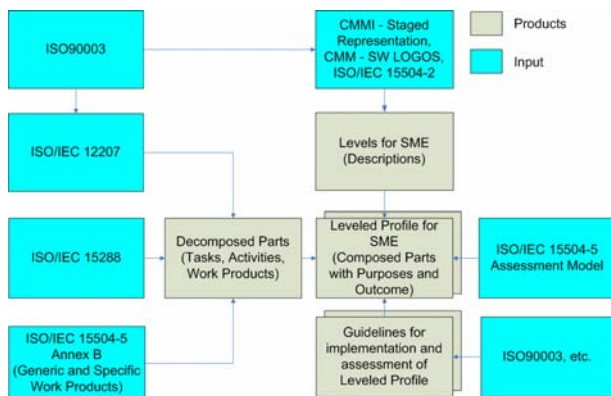 ISO90003
CMMI - Staged
Representation,
CMM - SW LOGOS,
ISO/IEC 15504-2
Products
Input
ISO/IEC 12207
Levels for SME
(Descriptions)
ISO/IEC 15288
Decomposed Parts
(Tasks, Activities,
Work Products)
Leveled Profile for
SME
(Composed Parts
with Purposes and
Outcome)
ISO/IEC 15504-5
Assessment Model
ISO/IEC 15504-5
Annex B
(Generic and Specific
Work Products)
Guidelines for
implementation and
assessment of
Leveled Profile
ISO90003, etc.